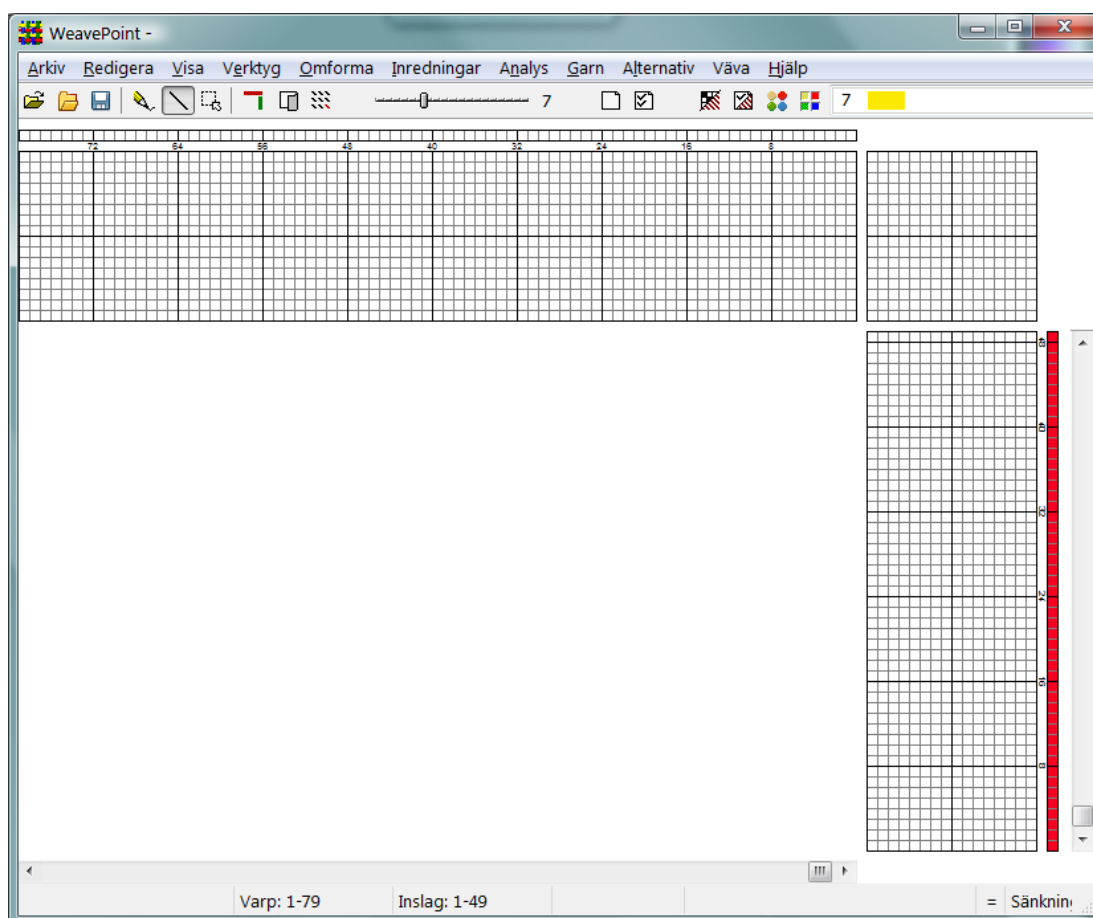 WeavePoint -
Arkiv Redigera Visa Verktyg Omforma Inredningar Analys Garn Alternativ Väva Hjälp
7 7
72 64 56 48 40 32 24 16 8
48
40
32
24
16
8
Varp: 1-79 Inslag: 1-49 = Sänknin